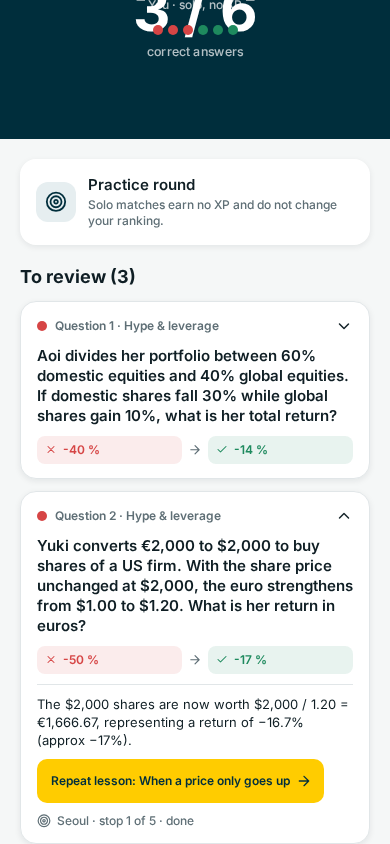 3 / 6
correct answers
Practice round
Solo matches earn no XP and do not change
your ranking.
To review (3)
Question 1 · Hype & leverage
Aoi divides her portfolio between 60%
domestic equities and 40% global equities.
If domestic shares fall 30% while global
shares gain 10%, what is her total return?
-40 %
-14 %
Question 2 · Hype & leverage
Yuki converts €2,000 to $2,000 to buy
shares of a US firm. With the share price
unchanged at $2,000, the euro strengthens
from $1.00 to $1.20. What is her return in
euros?
-50 %
-17 %
The $2,000 shares are now worth $2,000 / 1.20 =
€1,666.67, representing a return of −16.7%
(approx −17%).
Repeat lesson: When a price only goes up
Seoul · stop 1 of 5 · done